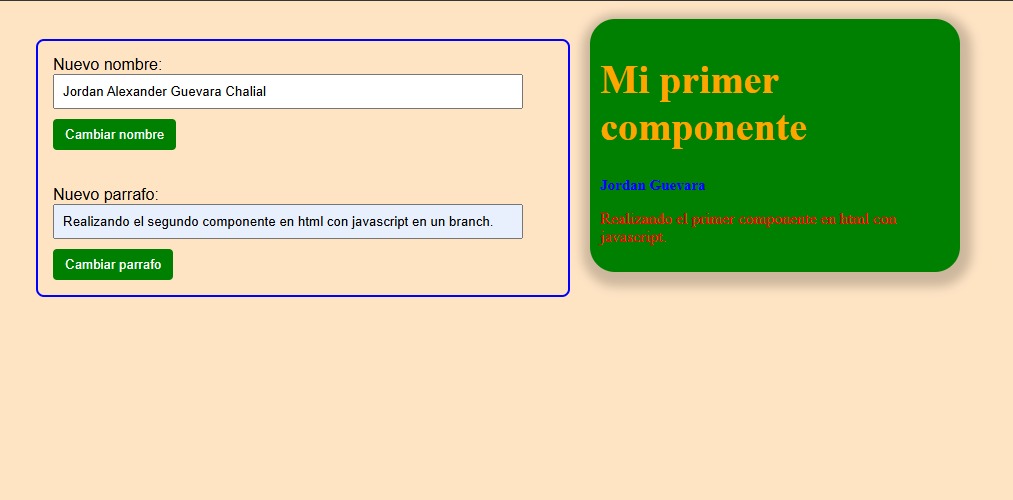 Nuevo nombre:
Jordan Alexander Guevara Chalial
Cambiar nombre
Nuevo parrafo:
Realizando el segundo componente en html con javascript en un branch.
Cambiar parrafo
Mi primer
componente
Jordan Guevara
Realizando el primer componente en html con
javascript.